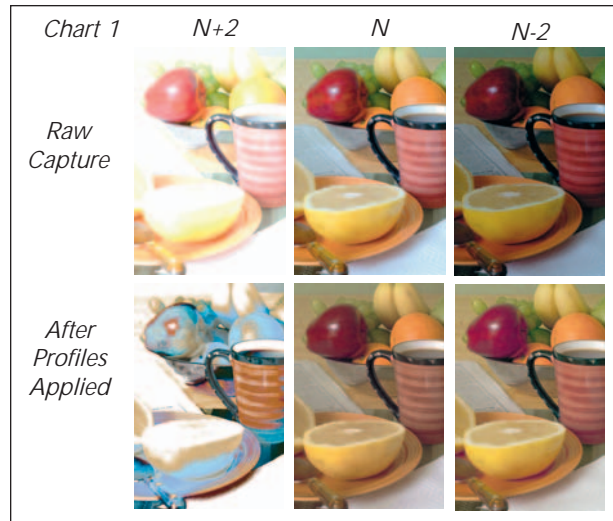 Chart 1 N+2 N N-2
Raw
Capture
After
Profiles
Applied